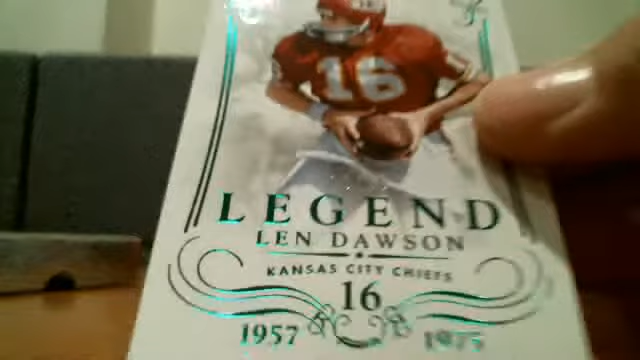 16
LEGEND
LEN DAWSON
KANSAS CITY CHIEFS
16
1957 1975